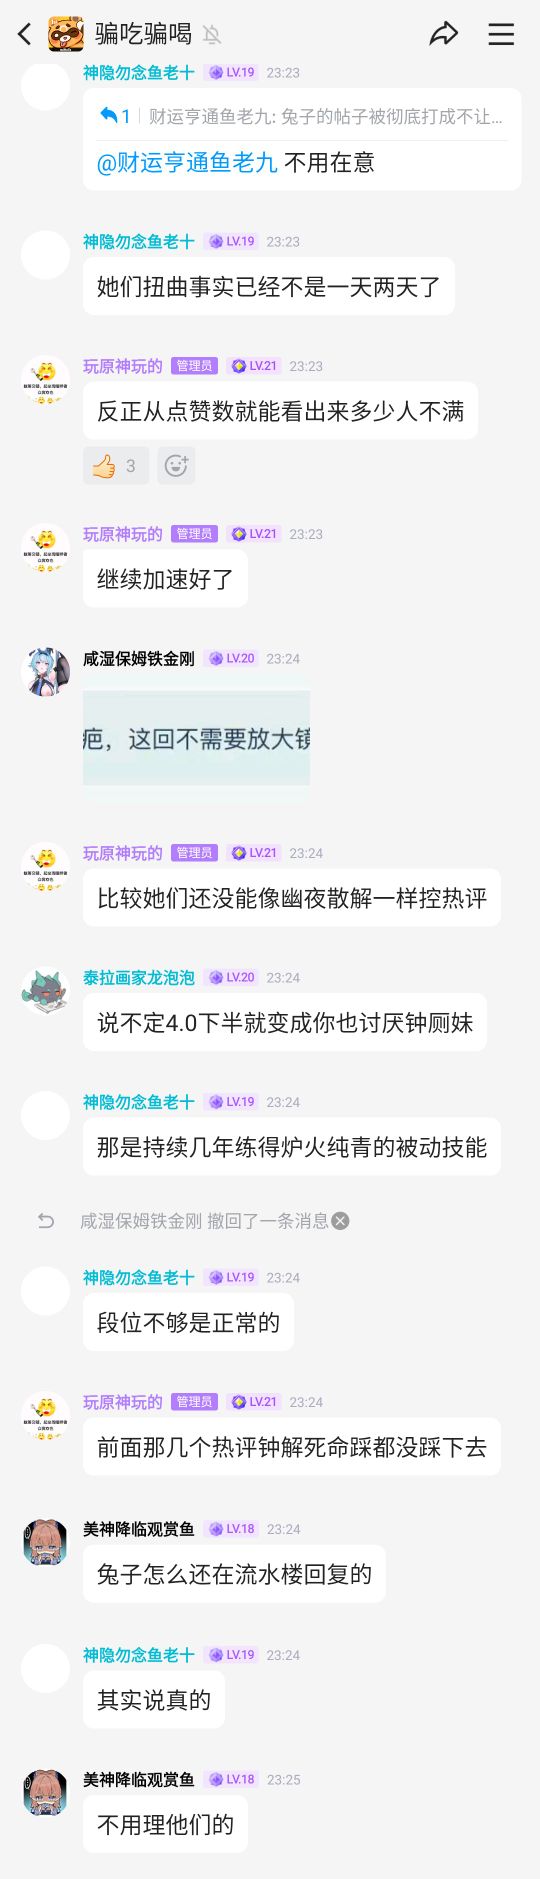 骗吃骗喝
神隐勿念鱼老十 LV.19 23:23
1 财运亨通鱼老九: 兔子的帖子被彻底打成不让...
@财运亨通鱼老九 不用在意
神隐勿念鱼老十 LV.19 23:23
她们扭曲事实已经不是一天两天了
玩原神玩的 管理员 LV.21 23:23
反正从点赞数就能看出来多少人不满
3
玩原神玩的 管理员 LV.21 23:23
继续加速好了
咸湿保姆铁金刚 LV.20 23:24
疤，这回不需要放大镜
玩原神玩的 管理员 LV.21 23:24
比较她们还没能像幽夜散解一样控热评
泰拉画家龙泡泡 LV.20 23:24
说不定4.0下半就变成你也讨厌钟厕妹
神隐勿念鱼老十 LV.19 23:24
那是持续几年练得炉火纯青的被动技能
咸湿保姆铁金刚 撤回了一条消息
神隐勿念鱼老十 LV.19 23:24
段位不够是正常的
玩原神玩的 管理员 LV.21 23:24
前面那几个热评钟解死命踩都没踩下去
美神降临观赏鱼 LV.18 23:24
兔子怎么还在流水楼回复的
神隐勿念鱼老十 LV.19 23:24
其实说真的
美神降临观赏鱼 LV.18 23:25
不用理他们的